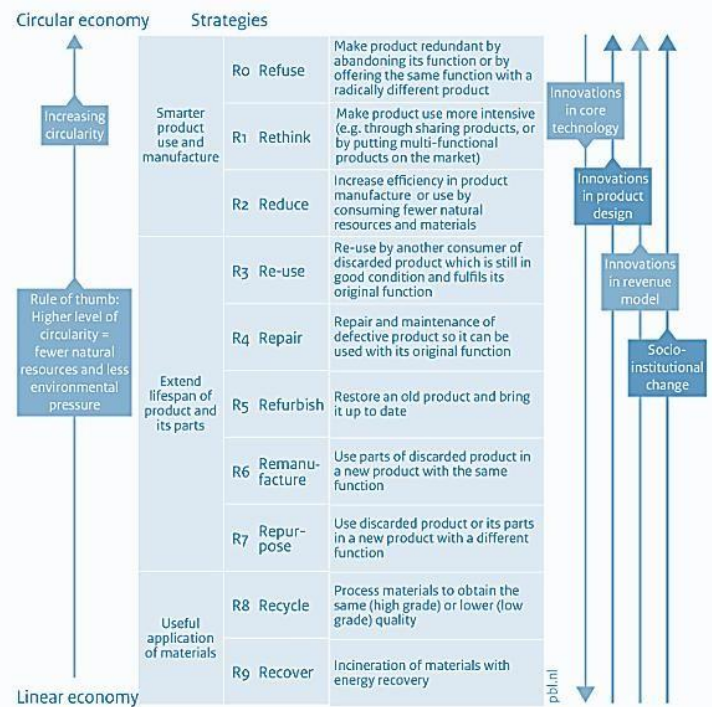 Circular economy
Strategies
Increasing
circularity
Rule of thumb:
Higher level of
circularity =
fewer natural
resources and less
environmental
pressure
Linear economy
Smarter
product
use and
manufacture
R0 Refuse
Make product redundant by
abandoning its function or by
offering the same function with a
radically different product
R1 Rethink
Make product use more intensive
(e.g. through sharing products, or
by putting multi-functional
products on the market)
R2 Reduce
Increase efficiency in product
manufacture or use by
consuming fewer natural
resources and materials
Extend
lifespan of
product and
its parts
R3 Re-use
Re-use by another consumer of
discarded product which is still in
good condition and fulfils its
original function
R4 Repair
Repair and maintenance of
defective product so it can be
used with its original function
R5 Refurbish
Restore an old product and bring
it up to date
R6 Remanu-
facture
Use parts of discarded product in
a new product with the same
function
R7 Repur-
pose
Use discarded product or its parts
in a new product with a different
function
Useful
application
of materials
R8 Recycle
Process materials to obtain the
same (high grade) or lower (low
grade) quality
R9 Recover
Incineration of materials with
energy recovery
Innovations
in core
technology
Innovations
in product
design
Innovations
in revenue
model
Socio-
institutional
change
pbl.nl